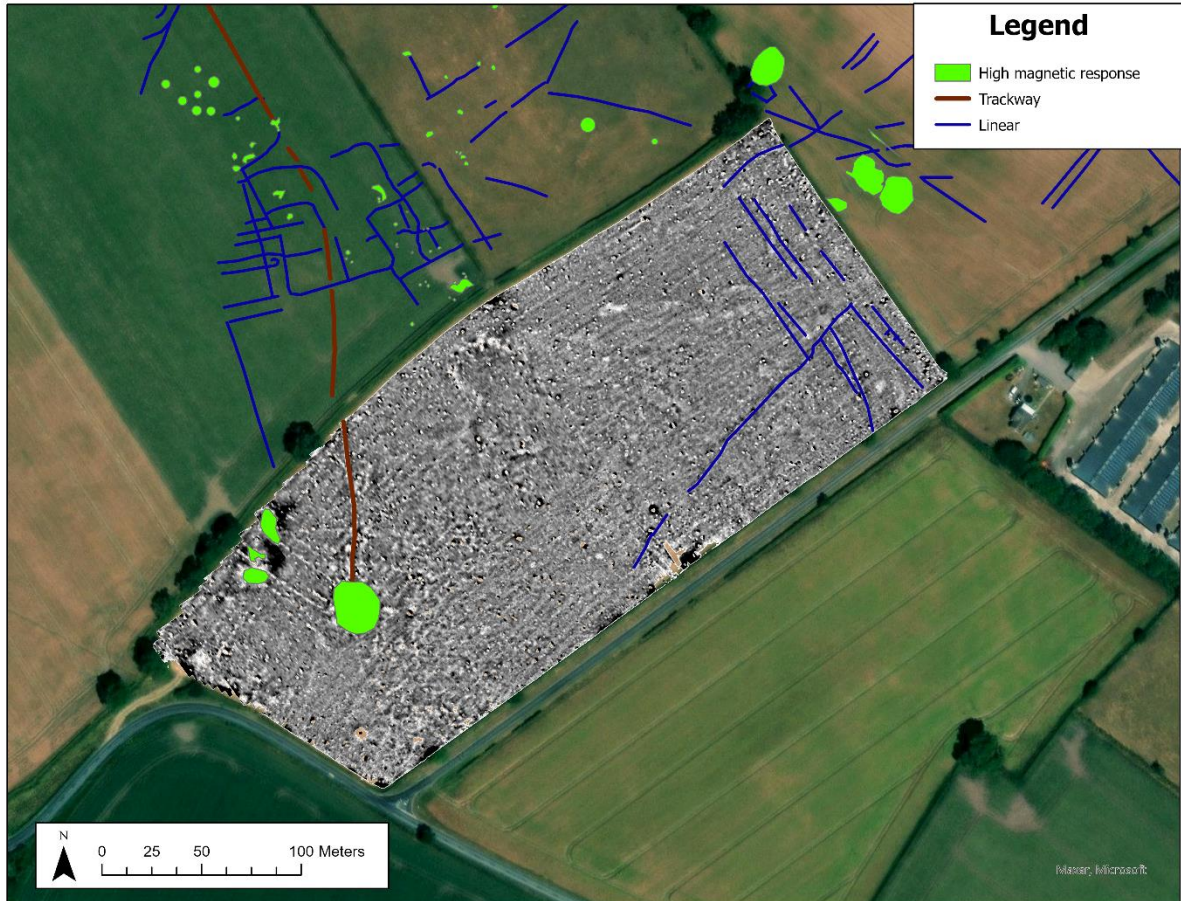 Legend
High magnetic response
Trackway
Linear
N
0 25 50 100 Meters
Maxar, Microsoft